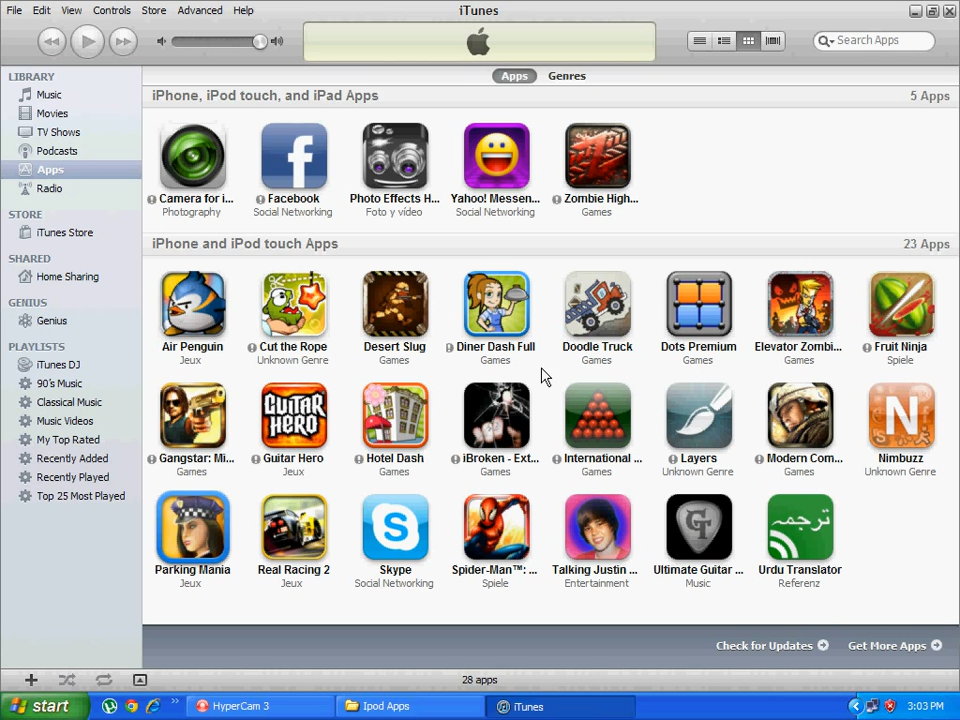 File Edit View Controls Store Advanced Help
iTunes
Search Apps
LIBRARY
Music
Movies
TV Shows
Podcasts
Apps
Radio
STORE
iTunes Store
SHARED
Home Sharing
GENIUS
Genius
PLAYLISTS
iTunes DJ
90's Music
Classical Music
Music Videos
My Top Rated
Recently Added
Recently Played
Top 25 Most Played
Apps Genres
iPhone, iPod touch, and iPad Apps 5 Apps
Camera for i... Facebook Photo Effects H... Yahoo! Messen... Zombie High...
Photography Social Networking Foto y vídeo Social Networking Games
iPhone and iPod touch Apps 23 Apps
Air Penguin Cut the Rope Desert Slug Diner Dash Full Doodle Truck Dots Premium Elevator Zombi... Fruit Ninja
Jeux Unknown Genre Games Games Games Games Games Spiele
GUITAR HERO
N
Gangstar: Mi... Guitar Hero Hotel Dash iBroken - Ext... International ... Layers Modern Com... Nimbuzz
Games Jeux Games Games Games Unknown Genre Games Unknown Genre
S
GT
ترجمہ
Parking Mania Real Racing 2 Skype Spider-Man™: ... Talking Justin ... Ultimate Guitar ... Urdu Translator
Jeux Jeux Social Networking Spiele Entertainment Music Referenz
Check for Updates Get More Apps
28 apps
start HyperCam 3 Ipod Apps iTunes 3:03 PM